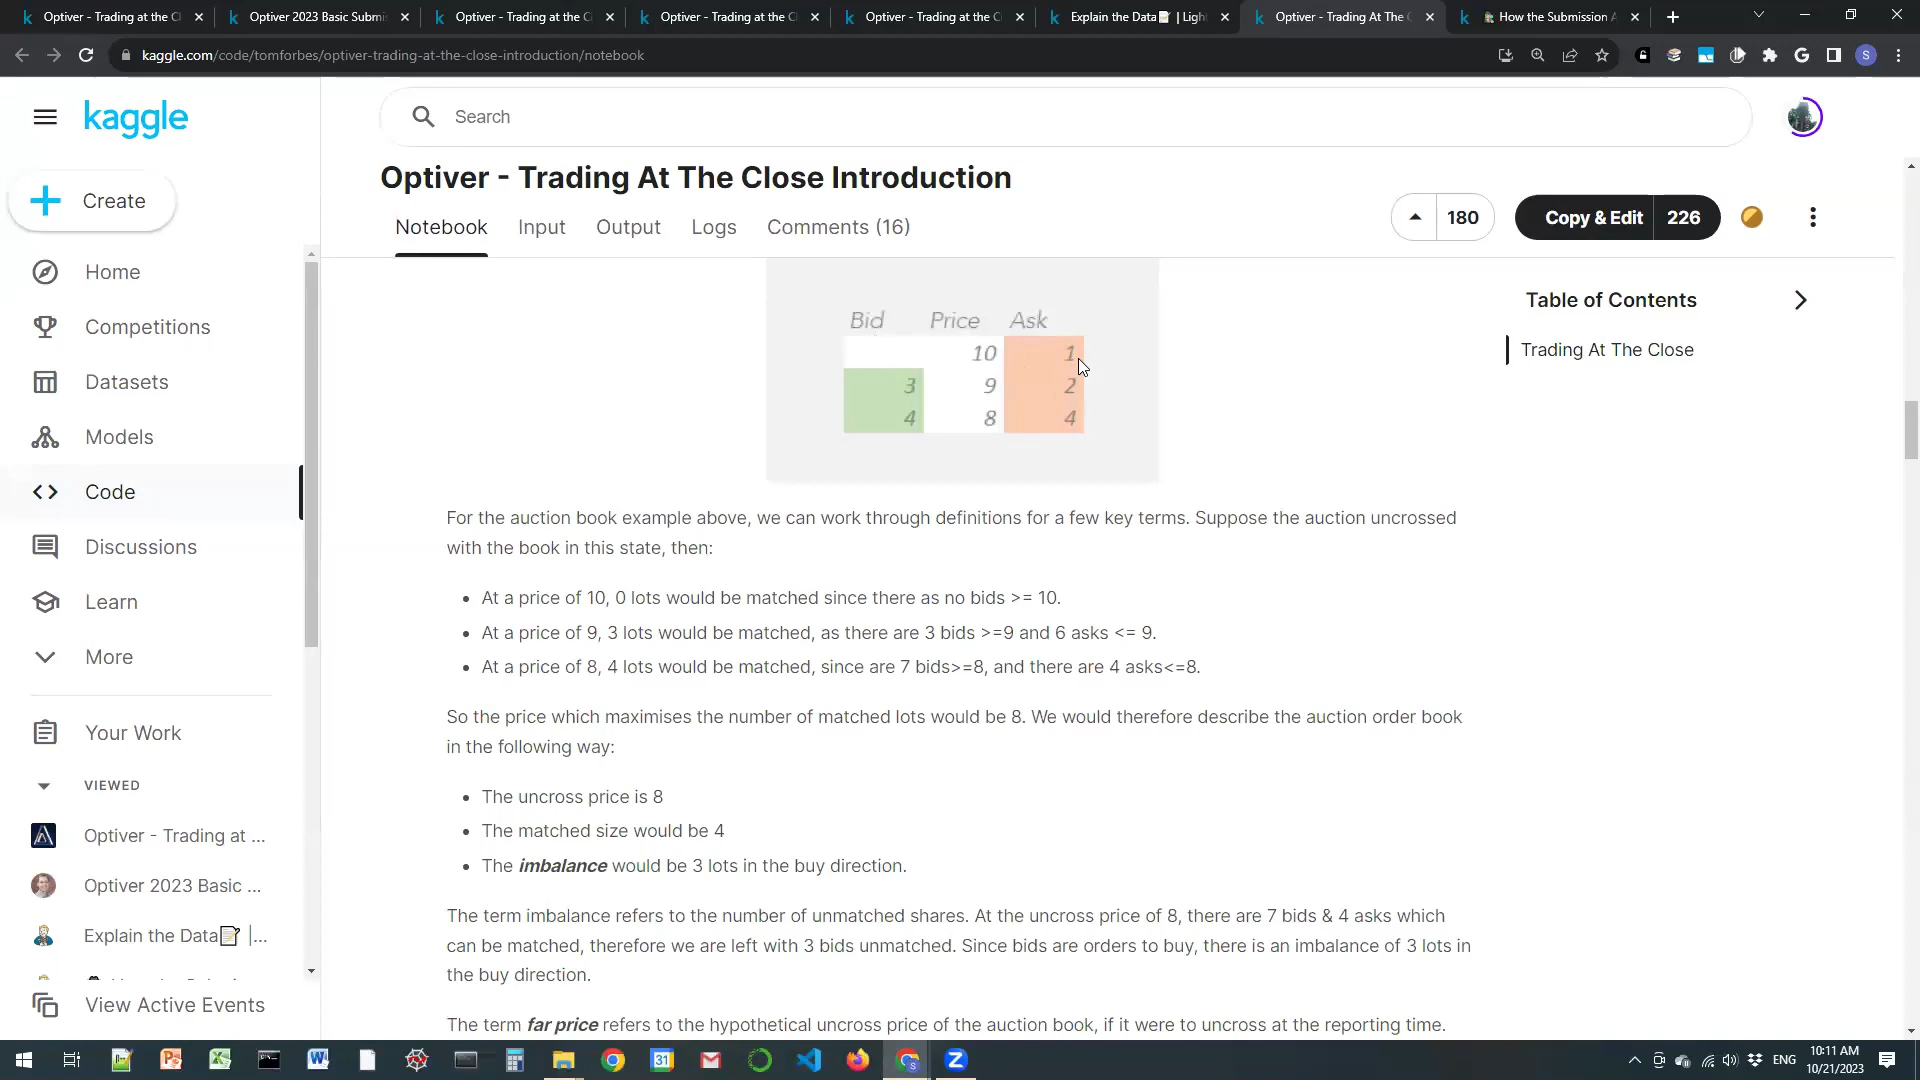 Optiver - Trading at the Cl
Optiver 2023 Basic Submis
Optiver - Trading at the Cl
Optiver - Trading at the Cl
Optiver - Trading at the Cl
Explain the Data📝 | Ligh
Optiver - Trading At The C
How the Submission A
kaggle.com/code/tomforbes/optiver-trading-at-the-close-introduction/notebook
S
kaggle
Search
Create
Optiver - Trading At The Close Introduction
Notebook
Input
Output
Logs
Comments (16)
180
Copy & Edit
226
Home
Competitions
Datasets
Models
Code
Discussions
Learn
More
Your Work
VIEWED
Optiver - Trading at ...
Optiver 2023 Basic ...
Explain the Data📝 |...
View Active Events
Table of Contents
Trading At The Close
Bid Price Ask
10 1
3 9 2
4 8 4
For the auction book example above, we can work through definitions for a few key terms. Suppose the auction uncrossed
with the book in this state, then:
• At a price of 10, 0 lots would be matched since there as no bids >= 10.
• At a price of 9, 3 lots would be matched, as there are 3 bids >=9 and 6 asks <= 9.
• At a price of 8, 4 lots would be matched, since are 7 bids>=8, and there are 4 asks<=8.
So the price which maximises the number of matched lots would be 8. We would therefore describe the auction order book
in the following way:
• The uncross price is 8
• The matched size would be 4
• The imbalance would be 3 lots in the buy direction.
The term imbalance refers to the number of unmatched shares. At the uncross price of 8, there are 7 bids & 4 asks which
can be matched, therefore we are left with 3 bids unmatched. Since bids are orders to buy, there is an imbalance of 3 lots in
the buy direction.
The term far price refers to the hypothetical uncross price of the auction book, if it were to uncross at the reporting time.
ENG
10:11 AM
10/21/2023